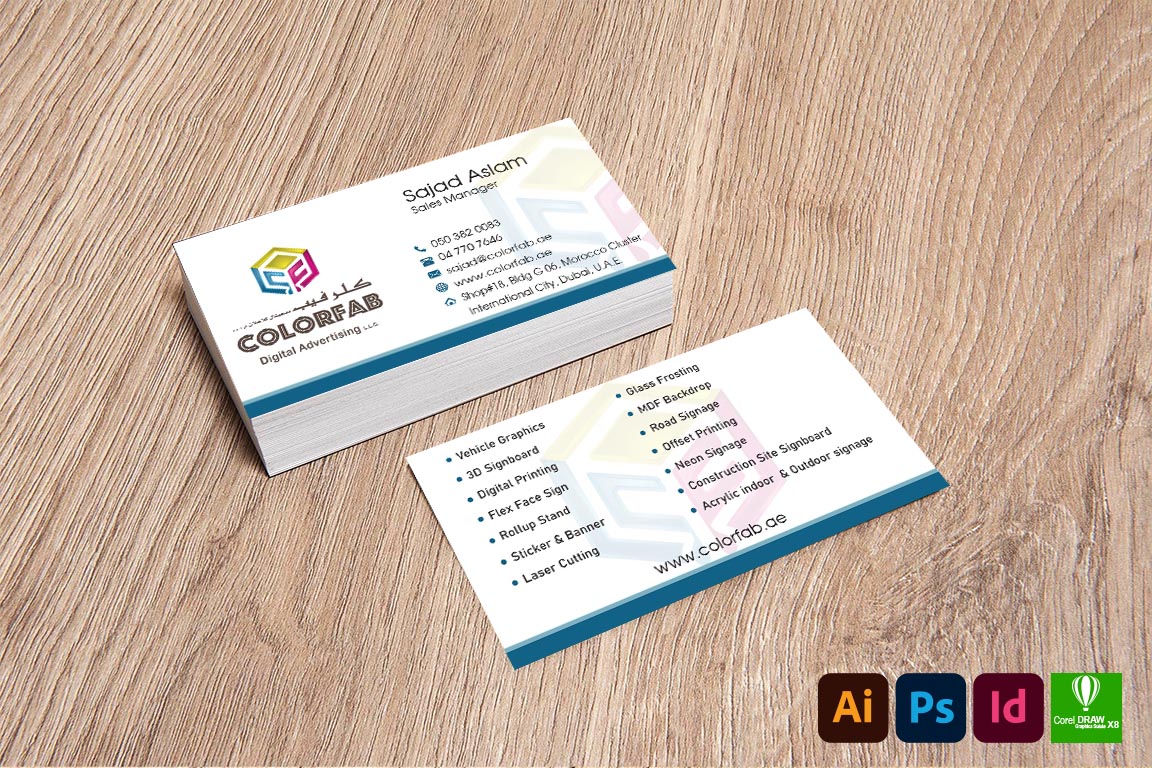 Sajad Aslam
Sales Manager
050 382 0083
04 770 7646
sajad@colorfab.ae
www.colorfab.ae
Shop#18, Bldg G 06, Morocco Cluster
International City, Dubai, U.A.E.
كلرفيب
COLORFAB
Digital Advertising L.L.C
Vehicle Graphics
3D Signboard
Digital Printing
Flex Face Sign
Rollup Stand
Sticker & Banner
Laser Cutting
Glass Frosting
MDF Backdrop
Road Signage
Offset Printing
Neon Signage
Construction Site Signboard
Acrylic indoor & Outdoor signage
www.colorfab.ae
Ai
Ps
Id
Corel DRAW
Graphics Suite X8